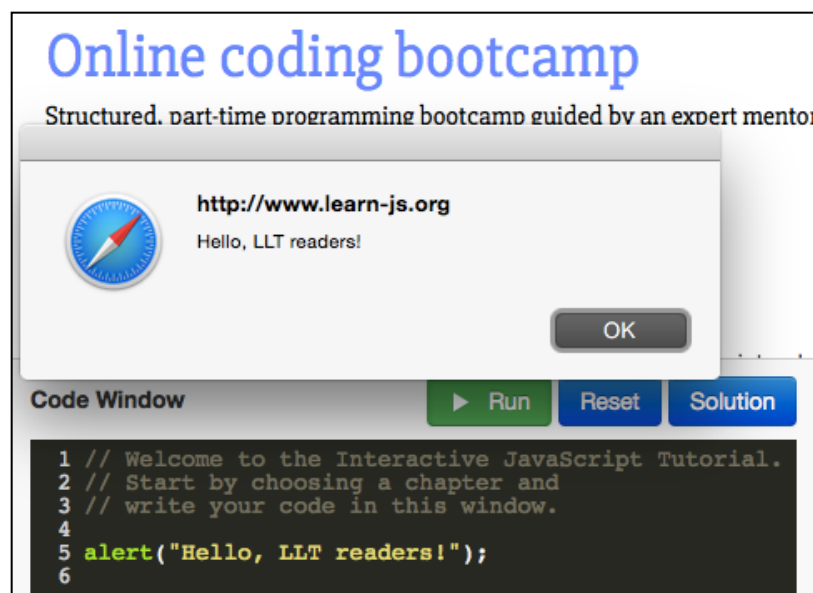 Online coding bootcamp
Structured, part-time programming bootcamp guided by an expert mentor
http://www.learn-js.org
Hello, LLT readers!
OK
Code Window
Run
Reset
Solution
1 // Welcome to the Interactive JavaScript Tutorial.
2 // Start by choosing a chapter and
3 // write your code in this window.
4
5 alert("Hello, LLT readers!");
6